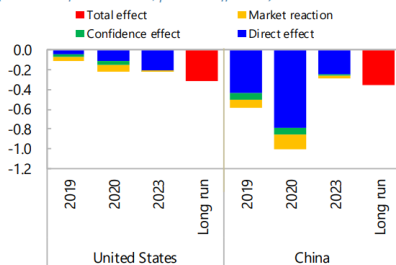 Total effect Market reaction
Confidence effect Direct effect
0.0
-0.2
-0.4
-0.6
-0.8
-1.0
-1.2
2019 2020 2023 Long run 2019 2020 2023 Long run
United States China